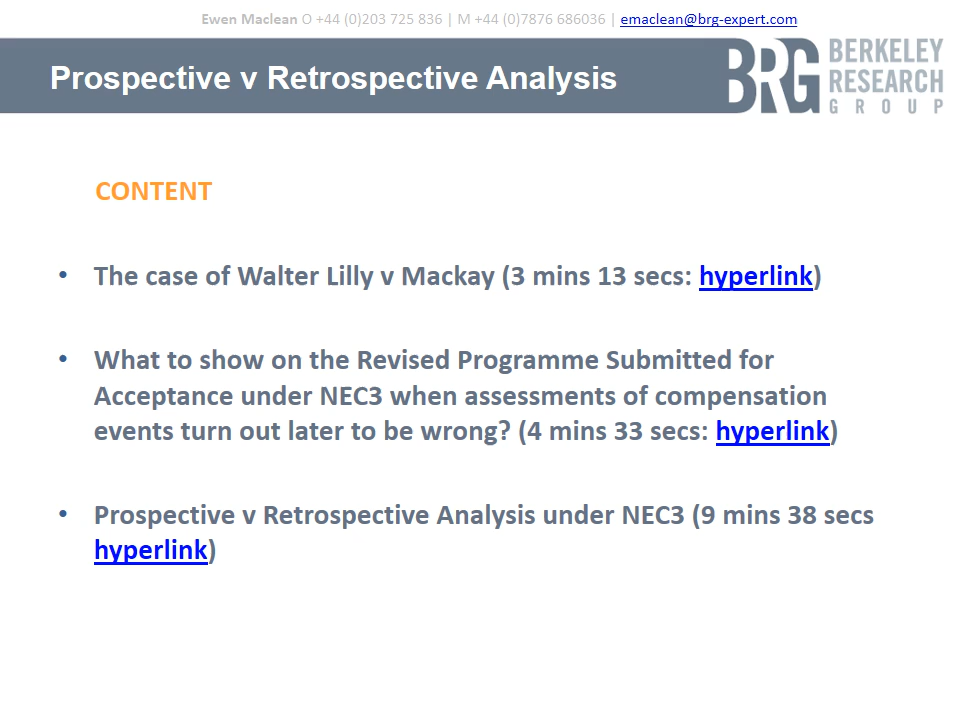 Ewen Maclean O +44 (0)203 725 836 | M +44 (0)7876 686036 | emaclean@brg-expert.com
Prospective v Retrospective Analysis
BRG BERKELEY
RESEARCH
GROUP
CONTENT
• The case of Walter Lilly v Mackay (3 mins 13 secs: hyperlink)
• What to show on the Revised Programme Submitted for
Acceptance under NEC3 when assessments of compensation
events turn out later to be wrong? (4 mins 33 secs: hyperlink)
• Prospective v Retrospective Analysis under NEC3 (9 mins 38 secs
hyperlink)